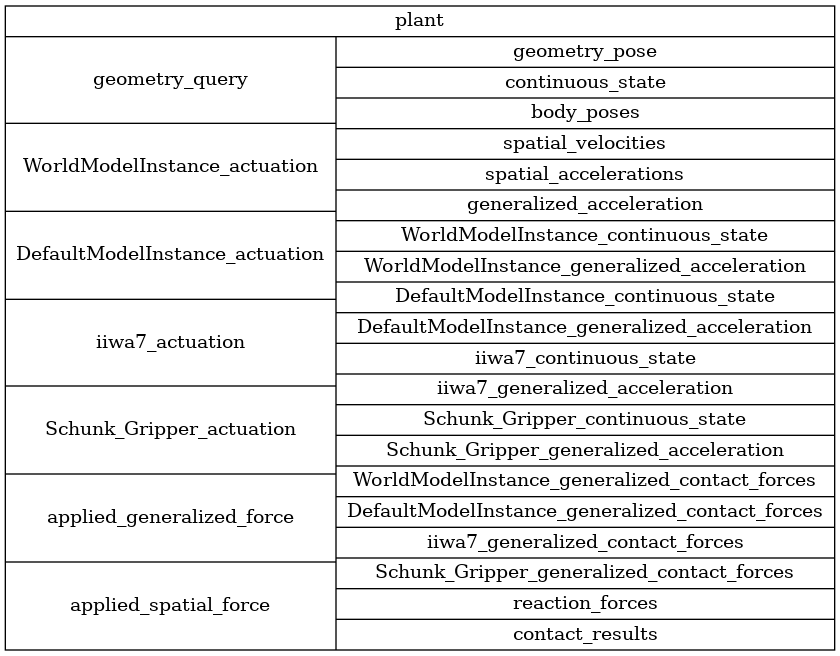 plant
geometry_query
WorldModelInstance_actuation
DefaultModelInstance_actuation
iiwa7_actuation
Schunk_Gripper_actuation
applied_generalized_force
applied_spatial_force
geometry_pose
continuous_state
body_poses
spatial_velocities
spatial_accelerations
generalized_acceleration
WorldModelInstance_continuous_state
WorldModelInstance_generalized_acceleration
DefaultModelInstance_continuous_state
DefaultModelInstance_generalized_acceleration
iiwa7_continuous_state
iiwa7_generalized_acceleration
Schunk_Gripper_continuous_state
Schunk_Gripper_generalized_acceleration
WorldModelInstance_generalized_contact_forces
DefaultModelInstance_generalized_contact_forces
iiwa7_generalized_contact_forces
Schunk_Gripper_generalized_contact_forces
reaction_forces
contact_results